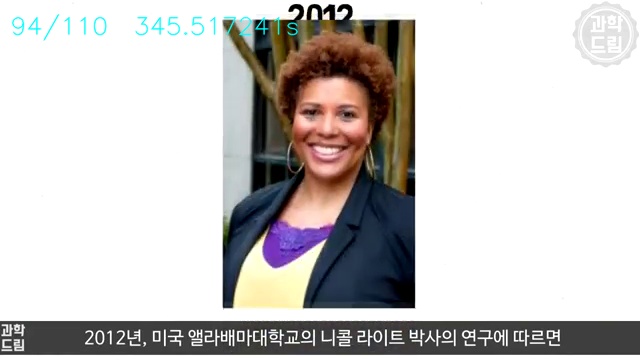 2012
94/110 345.517241s
과학
드림
과학
드림
2012년, 미국 앨라배마대학교의 니콜 라이트 박사의 연구에 따르면